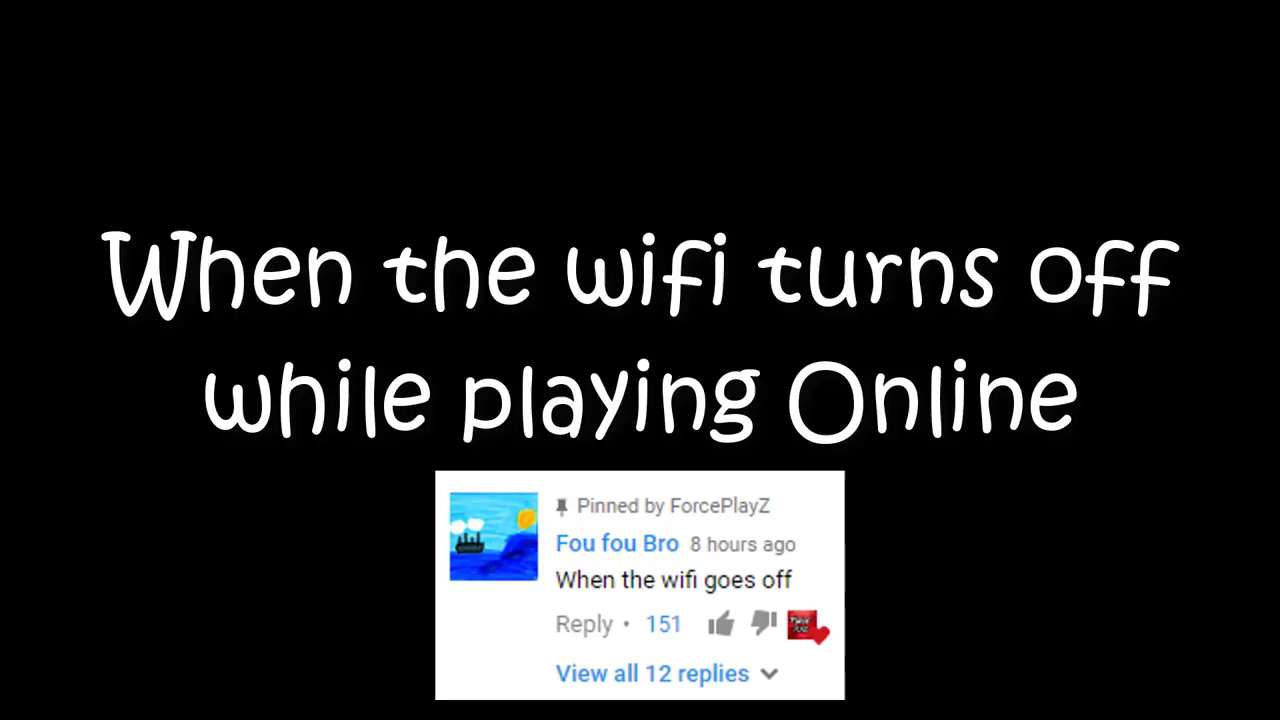 When the wifi turns off
while playing Online
Pinned by ForcePlayZ
Fou fou Bro 8 hours ago
When the wifi goes off
Reply • 151
View all 12 replies